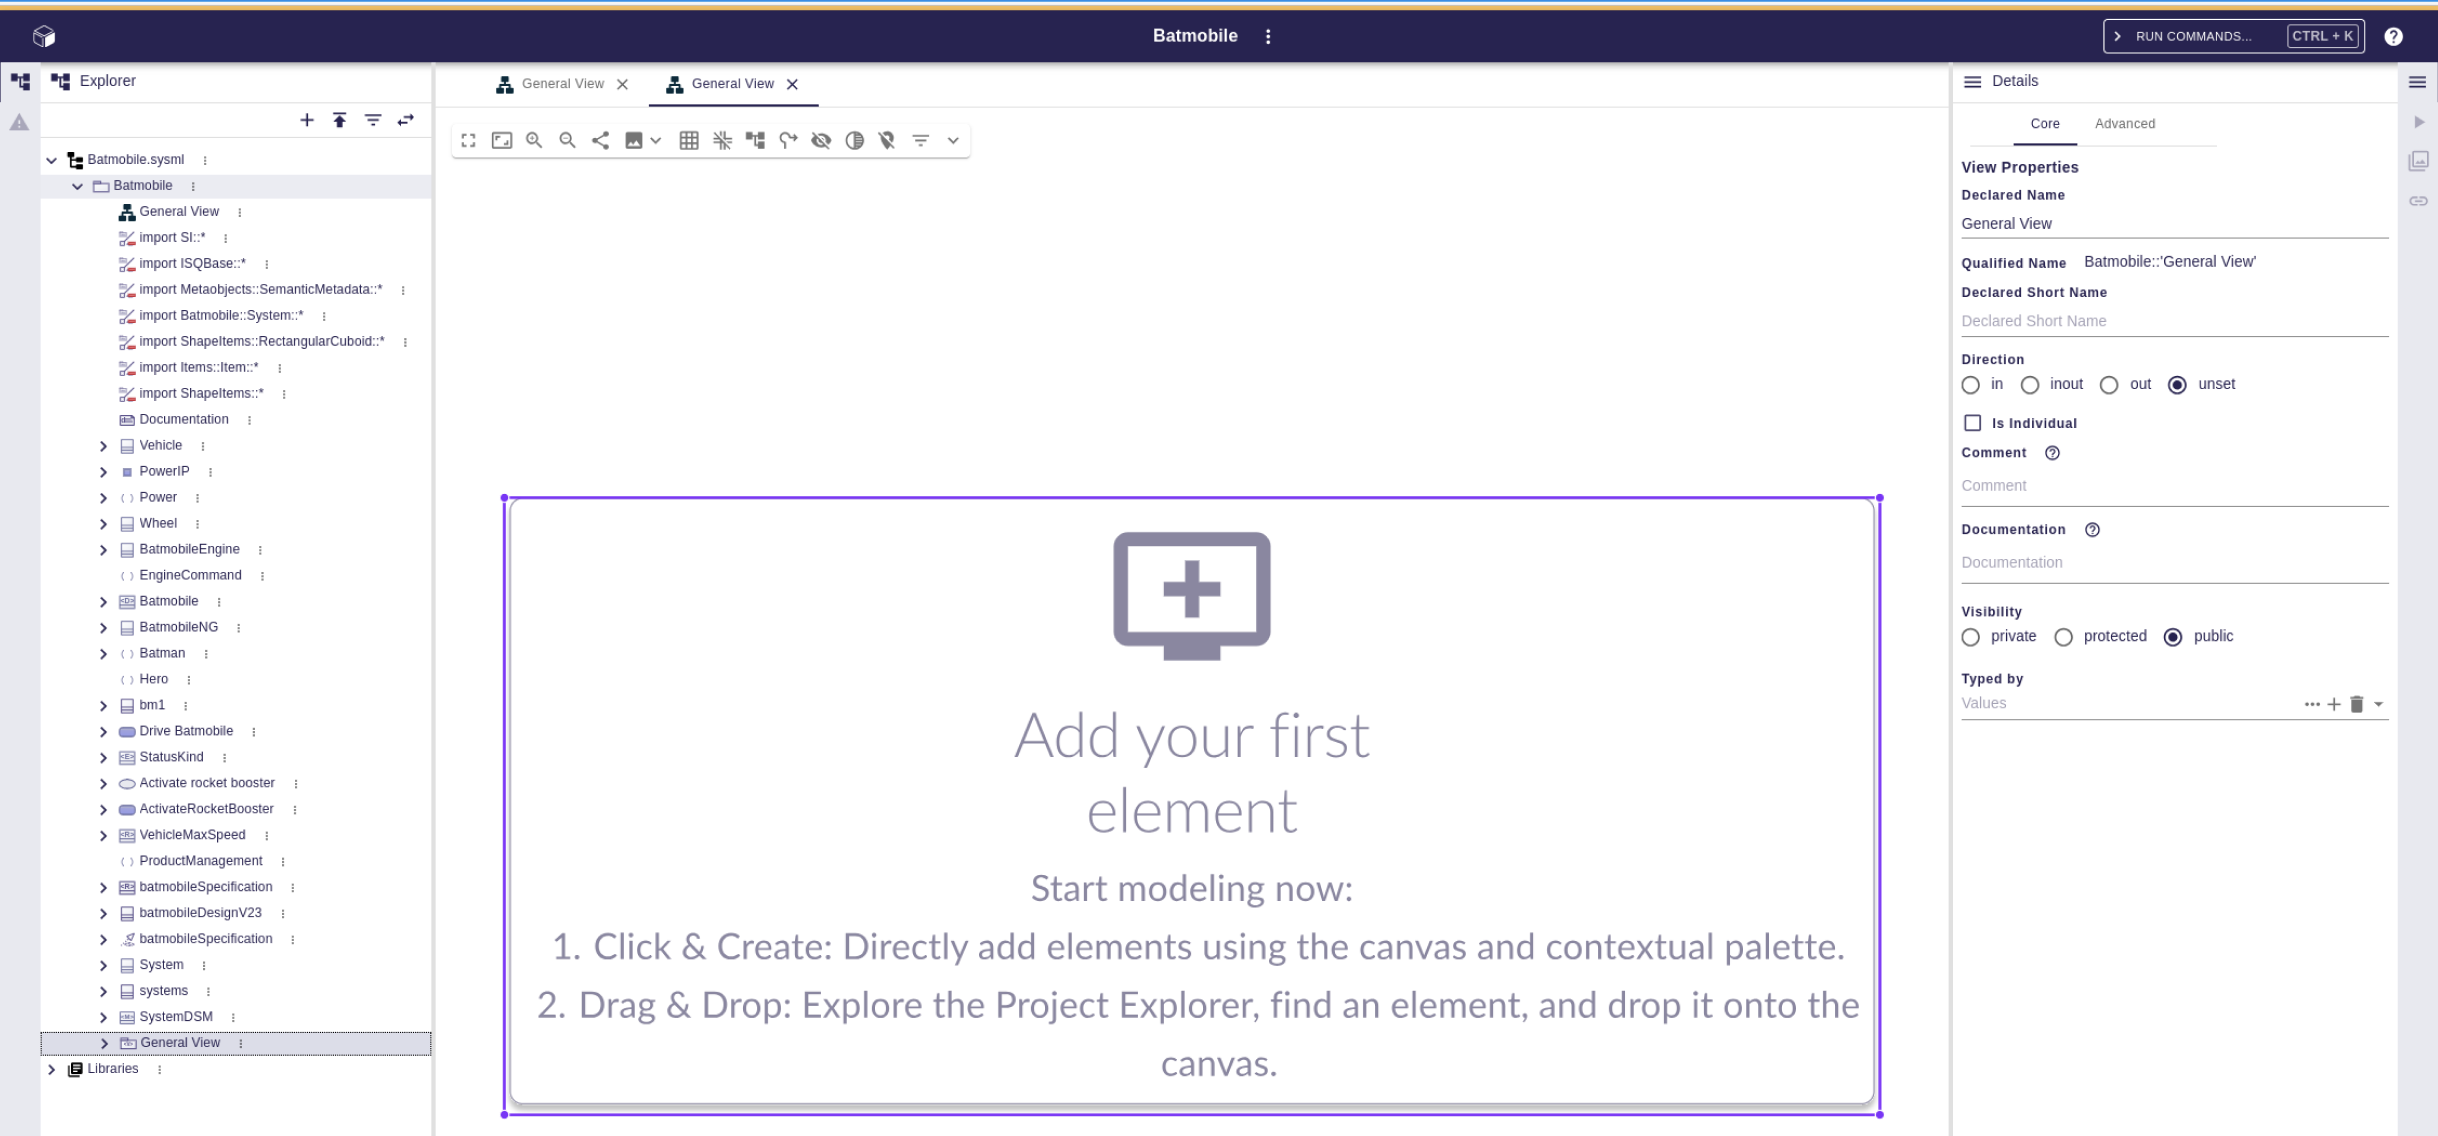 Batmobile
RUN COMMANDS... CTRL + K
Explorer
General View
General View
Details
Core Advanced
Batmobile.sysml
Batmobile
General View
import SI::*
import ISQBase::*
import Metaobjects::SemanticMetadata::*
import Batmobile::System::*
import ShapeItems::RectangularCuboid::*
import Items::Item::*
import ShapeItems::*
Documentation
Vehicle
PowerIP
Power
Wheel
BatmobileEngine
EngineCommand
Batmobile
BatmobileNG
Batman
Hero
bm1
Drive Batmobile
StatusKind
Activate rocket booster
ActivateRocketBooster
VehicleMaxSpeed
ProductManagement
batmobileSpecification
batmobileDesignV23
batmobileSpecification
System
systems
SystemDSM
General View
Libraries
Add your first
element
Start modeling now:
1. Click & Create: Directly add elements using the canvas and contextual palette.
2. Drag & Drop: Explore the Project Explorer, find an element, and drop it onto the
canvas.
View Properties
Declared Name
General View
Qualified Name Batmobile::'General View'
Declared Short Name
Declared Short Name
Direction
in inout out unset
Is Individual
Comment
Comment
Documentation
Documentation
Visibility
private protected public
Typed by
Values